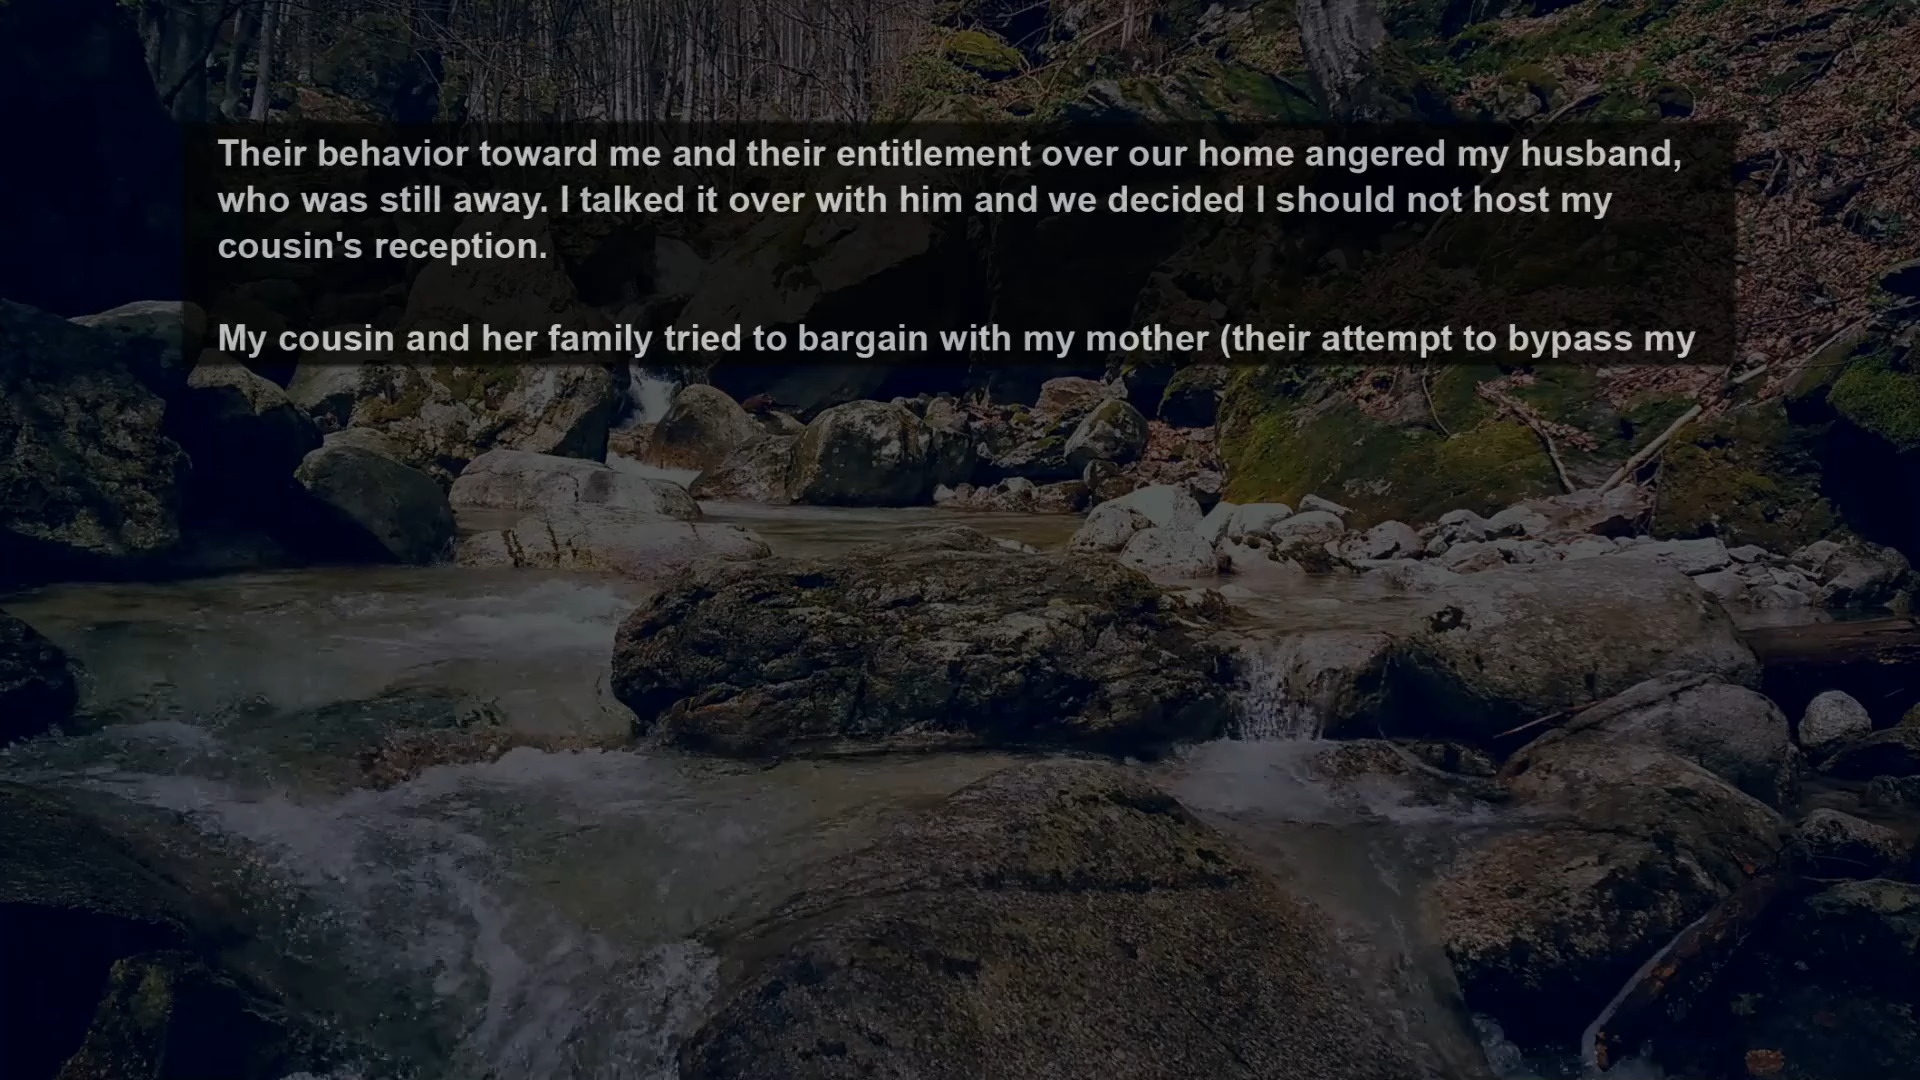 Their behavior toward me and their entitlement over our home angered my husband,
who was still away. I talked it over with him and we decided I should not host my
cousin's reception.
My cousin and her family tried to bargain with my mother (their attempt to bypass my